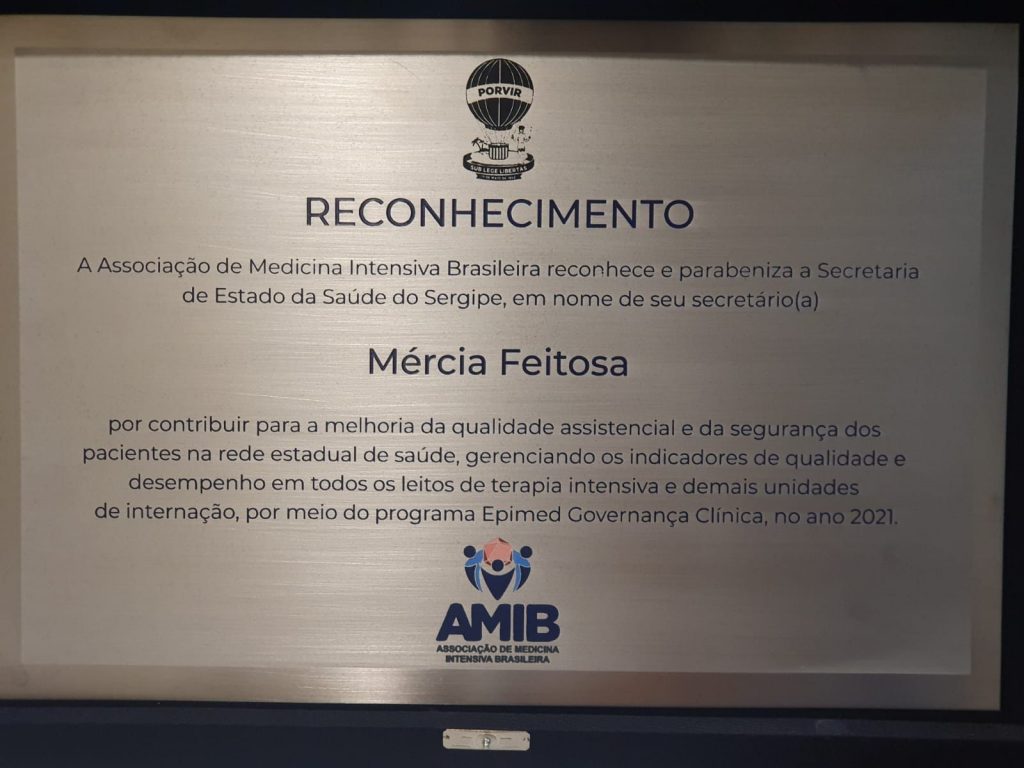 PORVIR
SUB LEGE LIBERTAS
RECONHECIMENTO
A Associação de Medicina Intensiva Brasileira reconhece e parabeniza a Secretaria
de Estado da Saúde do Sergipe, em nome de seu secretário(a)
Mércia Feitosa
por contribuir para a melhoria da qualidade assistencial e da segurança dos
pacientes na rede estadual de saúde, gerenciando os indicadores de qualidade e
desempenho em todos os leitos de terapia intensiva e demais unidades
de internação, por meio do programa Epimed Governança Clínica, no ano 2021.
AMIB
ASSOCIAÇÃO DE MEDICINA
INTENSIVA BRASILEIRA